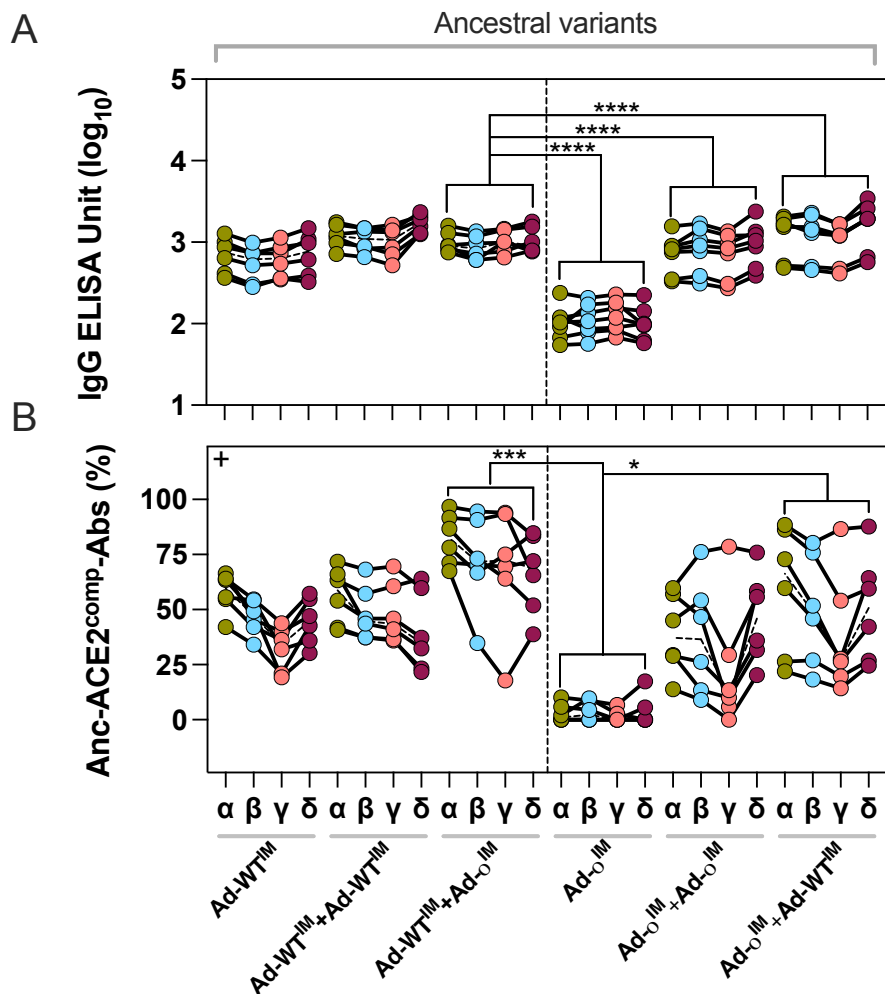 A
Ancestral variants
IgG ELISA Unit (log10)
5
4
3
2
1
****
****
****
B
Anc-ACE2comp-Abs (%)
+
100
75
50
25
0
***
*
α β γ δ α β γ δ α β γ δ α β γ δ α β γ δ α β γ δ
Ad-WTIM
Ad-WTIM+Ad-WTIM
Ad-WTIM+Ad-οIM
Ad-οIM
Ad-οIM+Ad-οIM
Ad-οIM+Ad-WTIM